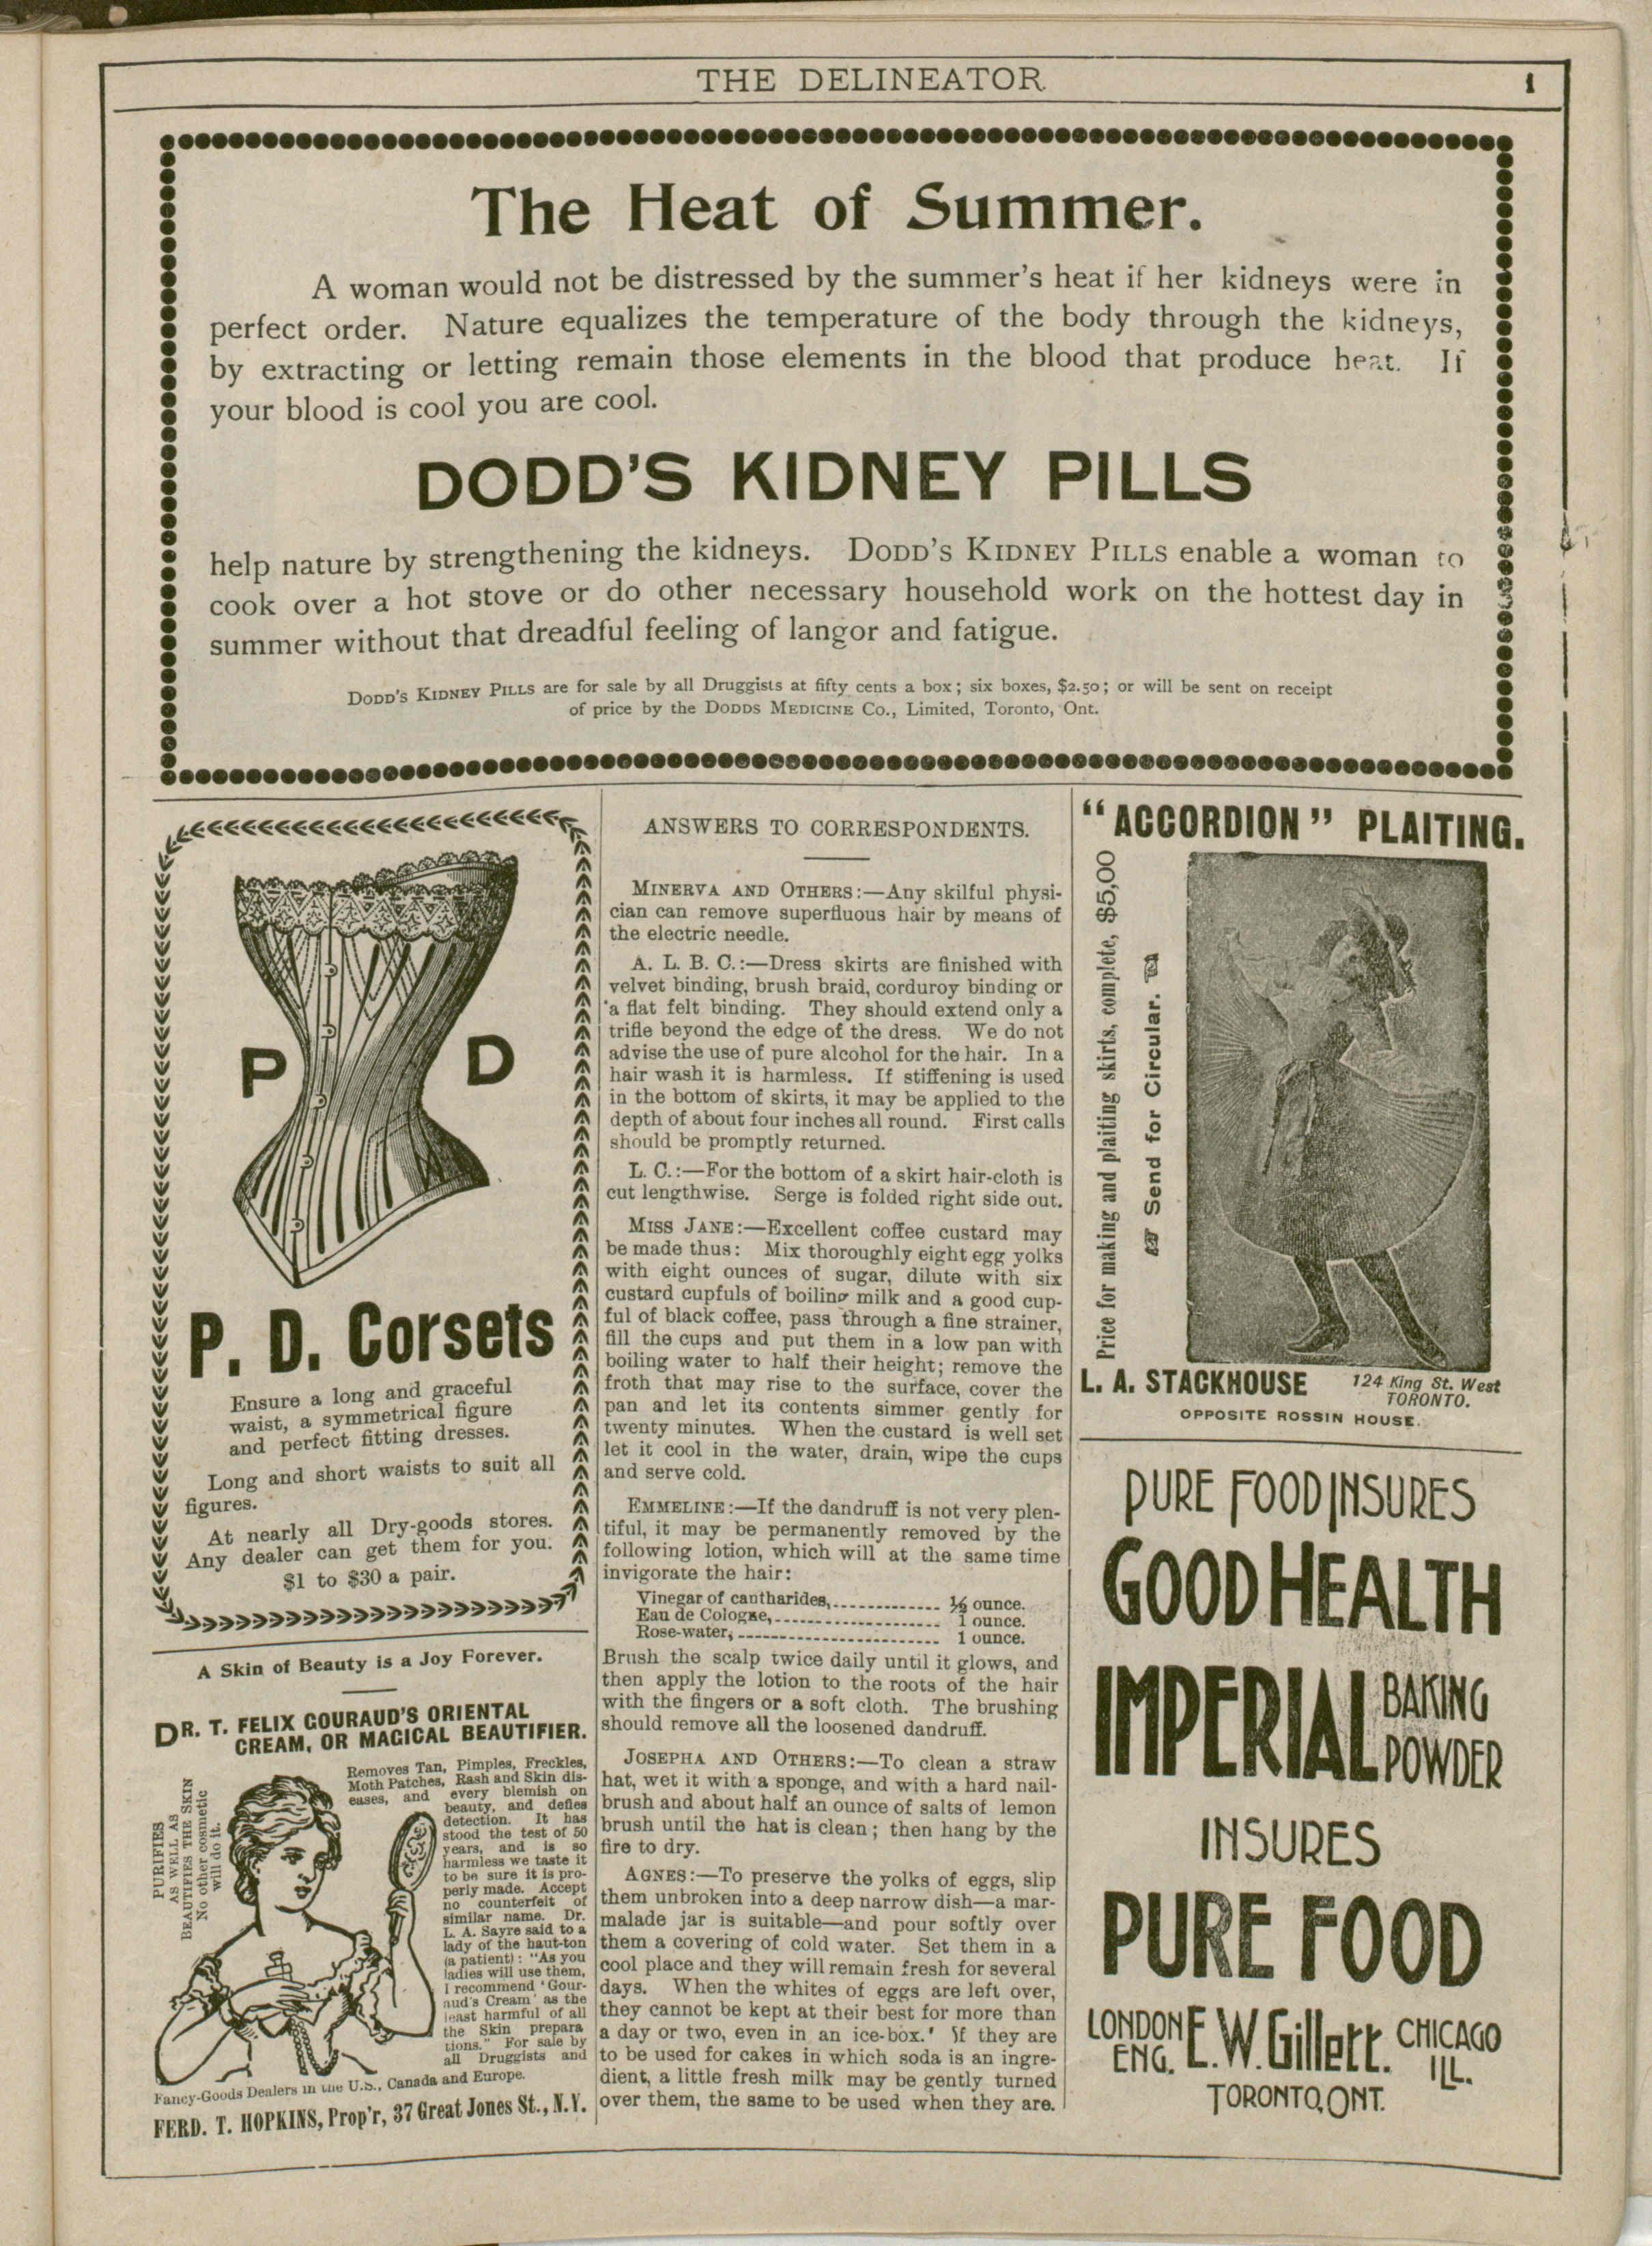 THE DELINEATOR
1
The Heat of Summer.
A woman would not be distressed by the summer's heat if her kidneys were in
perfect order. Nature equalizes the temperature of the body through the kidneys,
by extracting or letting remain those elements in the blood that produce heat. If
your blood is cool you are cool.
DODD'S KIDNEY PILLS
help nature by strengthening the kidneys. DODD'S KIDNEY PILLS enable a woman to
cook over a hot stove or do other necessary household work on the hottest day in
summer without that dreadful feeling of langor and fatigue.
DODD'S KIDNEY PILLS are for sale by all Druggists at fifty cents a box; six boxes, $2.50; or will be sent on receipt
of price by the DODDS MEDICINE Co., Limited, Toronto, Ont.
P D
P. D. Corsets
Ensure a long and graceful
waist, a symmetrical figure
and perfect fitting dresses.
Long and short waists to suit all
figures.
At nearly all Dry-goods stores.
Any dealer can get them for you.
$1 to $30 a pair.
A Skin of Beauty is a Joy Forever.
DR. T. FELIX GOURAUD'S ORIENTAL
CREAM, OR MAGICAL BEAUTIFIER.
PURIFIES
AS WELL AS
BEAUTIFIES THE SKIN
No other cosmetic
will do it.
Removes Tan, Pimples, Freckles,
Moth Patches, Rash and Skin dis-
eases, and every blemish on
beauty, and defies
detection. It has
stood the test of 50
years, and is so
harmless we taste it
to be sure it is pro-
perly made. Accept
no counterfeit of
similar name. Dr.
L. A. Sayre said to a
lady of the haut-ton
(a patient): "As you
ladies will use them,
I recommend 'Gour-
aud's Cream' as the
least harmful of all
the Skin prepara
tions." For sale by
all Druggists and
Fancy-Goods Dealers in the U.S., Canada and Europe.
FERD. T. HOPKINS, Prop'r, 37 Great Jones St., N.Y.
ANSWERS TO CORRESPONDENTS.
MINERVA AND OTHERS:—Any skilful physi-
cian can remove superfluous hair by means of
the electric needle.
A. L. B. C.:—Dress skirts are finished with
velvet binding, brush braid, corduroy binding or
a flat felt binding. They should extend only a
trifle beyond the edge of the dress. We do not
advise the use of pure alcohol for the hair. In a
hair wash it is harmless. If stiffening is used
in the bottom of skirts, it may be applied to the
depth of about four inches all round. First calls
should be promptly returned.
L. C.:—For the bottom of a skirt hair-cloth is
cut lengthwise. Serge is folded right side out.
MISS JANE:—Excellent coffee custard may
be made thus: Mix thoroughly eight egg yolks
with eight ounces of sugar, dilute with six
custard cupfuls of boiling milk and a good cup-
ful of black coffee, pass through a fine strainer,
fill the cups and put them in a low pan with
boiling water to half their height; remove the
froth that may rise to the surface, cover the
pan and let its contents simmer gently for
twenty minutes. When the custard is well set
let it cool in the water, drain, wipe the cups
and serve cold.
EMMELINE:—If the dandruff is not very plen-
tiful, it may be permanently removed by the
following lotion, which will at the same time
invigorate the hair:
Vinegar of cantharides, ½ ounce.
Eau de Cologne, 1 ounce.
Rose-water, 1 ounce.
Brush the scalp twice daily until it glows, and
then apply the lotion to the roots of the hair
with the fingers or a soft cloth. The brushing
should remove all the loosened dandruff.
JOSEPHA AND OTHERS:—To clean a straw
hat, wet it with a sponge, and with a hard nail-
brush and about half an ounce of salts of lemon
brush until the hat is clean; then hang by the
fire to dry.
AGNES:—To preserve the yolks of eggs, slip
them unbroken into a deep narrow dish—a mar-
malade jar is suitable—and pour softly over
them a covering of cold water. Set them in a
cool place and they will remain fresh for several
days. When the whites of eggs are left over,
they cannot be kept at their best for more than
a day or two, even in an ice-box. If they are
to be used for cakes in which soda is an ingre-
dient, a little fresh milk may be gently turned
over them, the same to be used when they are.
"ACCORDION" PLAITING.
Price for making and plaiting skirts, complete, $5,00
☞ Send for Circular. ☜
L. A. STACKHOUSE
124 King St. West
TORONTO.
OPPOSITE ROSSIN HOUSE.
PURE FOOD INSURES
GOOD HEALTH
IMPERIAL BAKING
POWDER
INSURES
PURE FOOD
LONDON
ENG. E. W. Gillett. CHICAGO
ILL.
TORONTO, ONT.